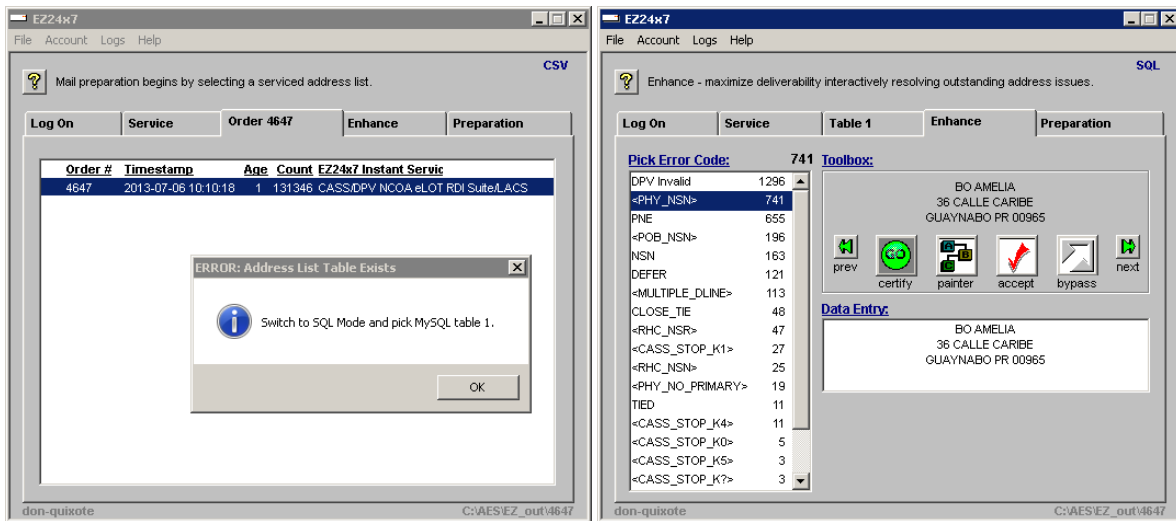 EZ24x7
File Account Logs Help
CSV
Mail preparation begins by selecting a serviced address list.
Log On Service Order 4647 Enhance Preparation
Order # Timestamp Age Count EZ24x7 Instant Servic
4647 2013-07-06 10:10:18 1 131346 CASS/DPV NCOA eLOT RDI Suite/LACS
ERROR: Address List Table Exists
Switch to SQL Mode and pick MySQL table 1.
OK
don-quixote C:\AES\EZ_out\4647
EZ24x7
File Account Logs Help
SQL
Enhance - maximize deliverability interactively resolving outstanding address issues.
Log On Service Table 1 Enhance Preparation
Pick Error Code: 741
DPV Invalid 1296
<PHY_NSN> 741
PNE 655
<POB_NSN> 196
NSN 163
DEFER 121
<MULTIPLE_DLINE> 113
CLOSE_TIE 48
<RHC_NSR> 47
<CASS_STOP_K1> 27
<RHC_NSN> 25
<PHY_NO_PRIMARY> 19
TIED 11
<CASS_STOP_K4> 11
<CASS_STOP_K0> 5
<CASS_STOP_K5> 3
<CASS_STOP_K?> 3
Toolbox:
BO AMELIA
36 CALLE CARIBE
GUAYNABO PR 00965
GO
A
B
C
prev certify painter accept bypass next
Data Entry:
BO AMELIA
36 CALLE CARIBE
GUAYNABO PR 00965
don-quixote C:\AES\EZ_out\4647